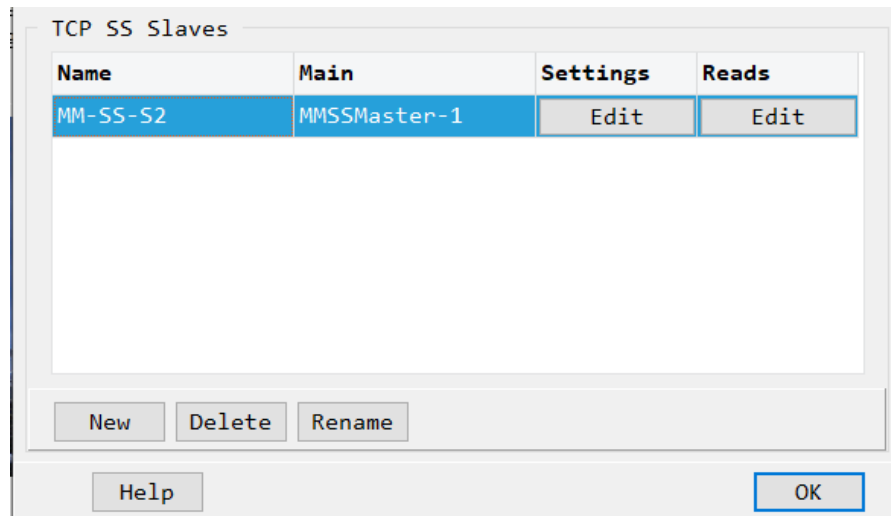 TCP SS Slaves
Name Main Settings Reads
MM-SS-S2 MMSSMaster-1 Edit Edit
New Delete Rename
Help OK